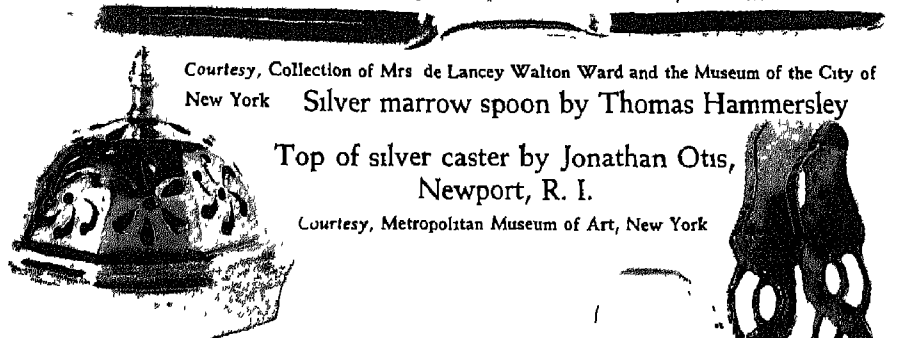 Courtesy, Collection of Mrs de Lancey Walton Ward and the Museum of the City of
New York Silver marrow spoon by Thomas Hammersley
Top of silver caster by Jonathan Otis,
Newport, R. I.
Courtesy, Metropolitan Museum of Art, New York